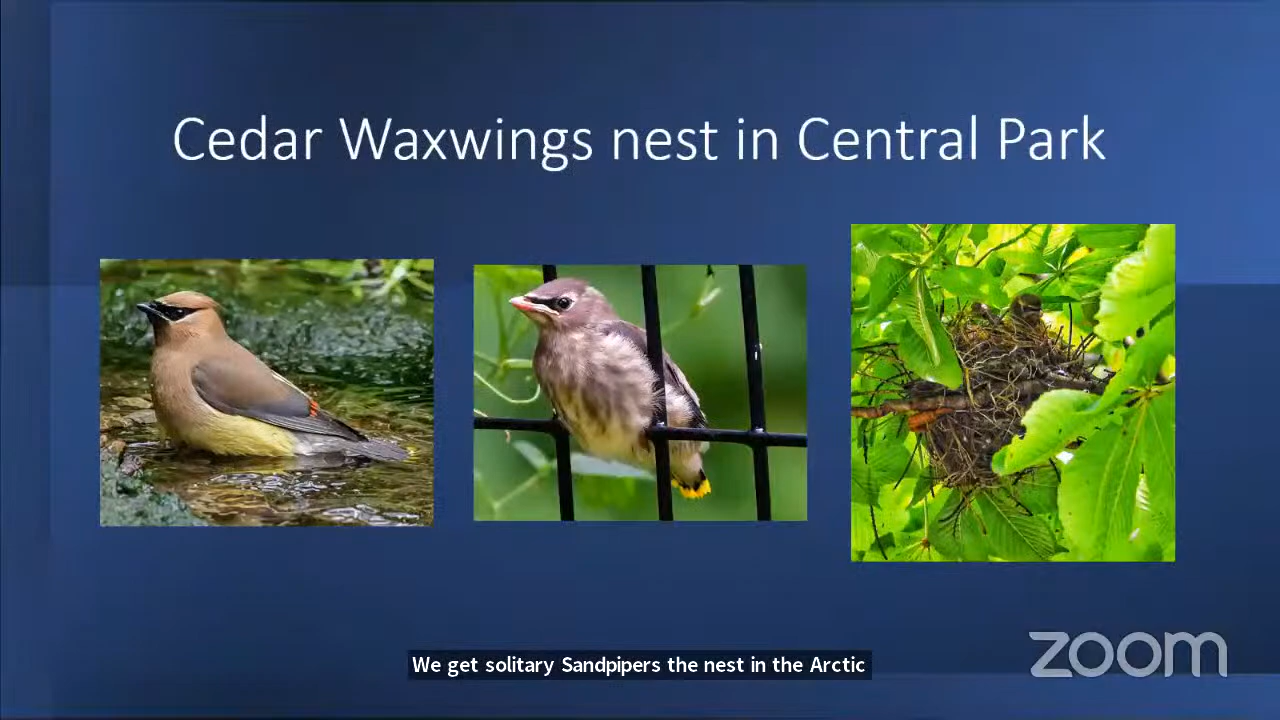 Cedar Waxwings nest in Central Park
We get solitary Sandpipers the nest in the Arctic
zoom